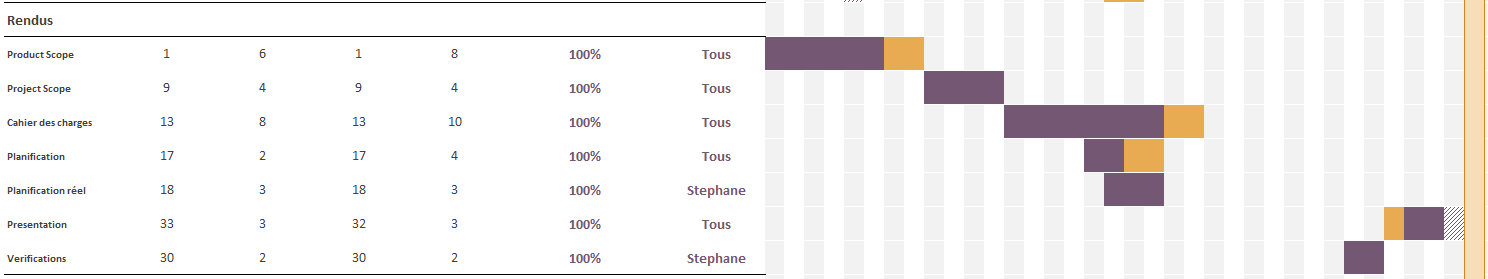 Rendus
Product Scope 1 6 1 8 100% Tous
Project Scope 9 4 9 4 100% Tous
Cahier des charges 13 8 13 10 100% Tous
Planification 17 2 17 4 100% Tous
Planification réel 18 3 18 3 100% Stephane
Presentation 33 3 32 3 100% Tous
Verifications 30 2 30 2 100% Stephane